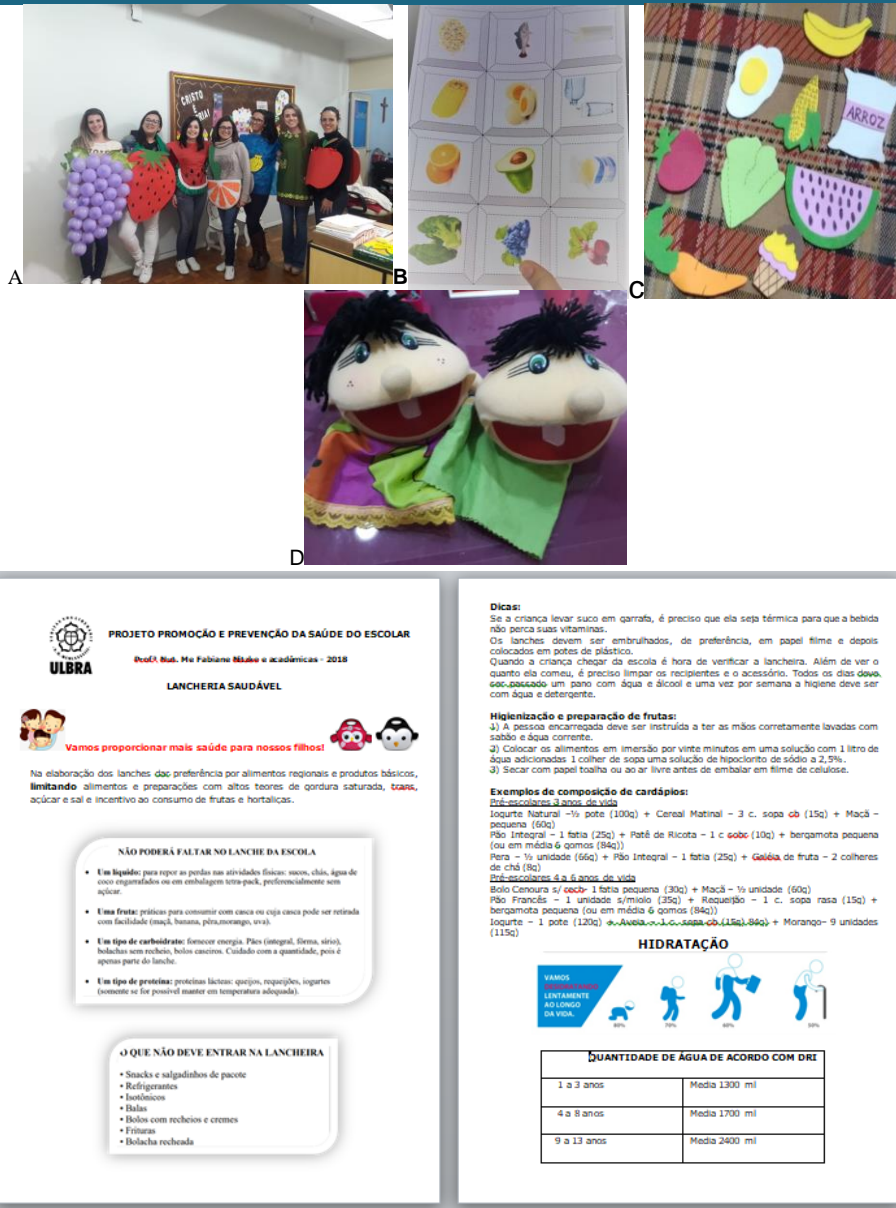 CRISTO
É
ARROZ
A
B
C
D
ULBRA
PROJETO PROMOÇÃO E PREVENÇÃO DA SAÚDE DO ESCOLAR
Prof.ª Nut. Me Fabiane e acadêmicas – 2018
LANCHERIA SAUDÁVEL
Vamos proporcionar mais saúde para nossos filhos!
Na elaboração dos lanches dac preferência por alimentos regionais e produtos básicos,
limitando alimentos e preparações com altos teores de gordura saturada, trans,
açúcar e sal e incentivo ao consumo de frutas e hortaliças.
NÃO PODERÁ FALTAR NO LANCHE DA ESCOLA
• Um líquido: para repor as perdas nas atividades físicas: sucos, chás, água de
coco engarrafados ou em embalagem tetra-pack, preferencialmente sem
açúcar.
• Uma fruta: práticas para consumir com casca ou cuja casca pode ser retirada
com facilidade (maçã, banana, pêra,morango, uva).
• Um tipo de carboidrato: fornecer energia. Pães (integral, fôrma, sírio),
bolachas sem recheio, bolos caseiros. Cuidado com a quantidade, pois é
apenas parte do lanche.
• Um tipo de proteína: proteínas lácteas: queijos, requeijões, iogurtes
(somente se for possível manter em temperatura adequada).
O QUE NÃO DEVE ENTRAR NA LANCHEIRA
• Snacks e salgadinhos de pacote
• Refrigerantes
• Isotônicos
• Balas
• Bolos com recheios e cremes
• Frituras
• Bolacha recheada
Dicas:
Se a criança levar suco em garrafa, é preciso que ela seja térmica para que a bebida
não perca suas vitaminas.
Os lanches devem ser embrulhados, de preferência, em papel filme e depois
colocados em potes de plástico.
Quando a criança chegar da escola é hora de verificar a lancheira. Além de ver o
quanto ela comeu, é preciso limpar os recipientes e o acessório. Todos os dias deve
ser passado um pano com água e álcool e uma vez por semana a higiene deve ser
com água e detergente.
Higienização e preparação de frutas:
1) A pessoa encarregada deve ser instruída a ter as mãos corretamente lavadas com
sabão e água corrente.
2) Colocar os alimentos em imersão por vinte minutos em uma solução com 1 litro de
água adicionadas 1 colher de sopa uma solução de hipoclorito de sódio a 2,5%.
3) Secar com papel toalha ou ao ar livre antes de embalar em filme de celulose.
Exemplos de composição de cardápios:
Pré-escolares 3 anos de vida
Iogurte Natural –½ pote (100g) + Cereal Matinal – 3 c. sopa cb (15g) + Maçã –
pequena (60g)
Pão Integral – 1 fatia (25g) + Patê de Ricota – 1 c sobr (10g) + bergamota pequena
(ou em média 6 gomos (84g))
Pera – ½ unidade (66g) + Pão Integral – 1 fatia (25g) + Geléia de fruta – 2 colheres
de chá (8g)
Pré-escolares 4 a 6 anos de vida
Bolo Cenoura s/ cech- 1 fatia pequena (30g) + Maçã – ½ unidade (60g)
Pão Francês – 1 unidade s/miolo (35g) + Requeijão – 1 c. sopa rasa (15g) +
bergamota pequena (ou em média 6 gomos (84g))
Iogurte – 1 pote (120g) + Aveia – 1 c. sopa cb (15g) 84g) + Morango– 9 unidades
(115g)
HIDRATAÇÃO
VAMOS
DESIDRATANDO
LENTAMENTE
AO LONGO
DA VIDA.
80% 70% 60% 50%
QUANTIDADE DE ÁGUA DE ACORDO COM DRI
1 a 3 anos Media 1300 ml
4 a 8 anos Media 1700 ml
9 a 13 anos Media 2400 ml